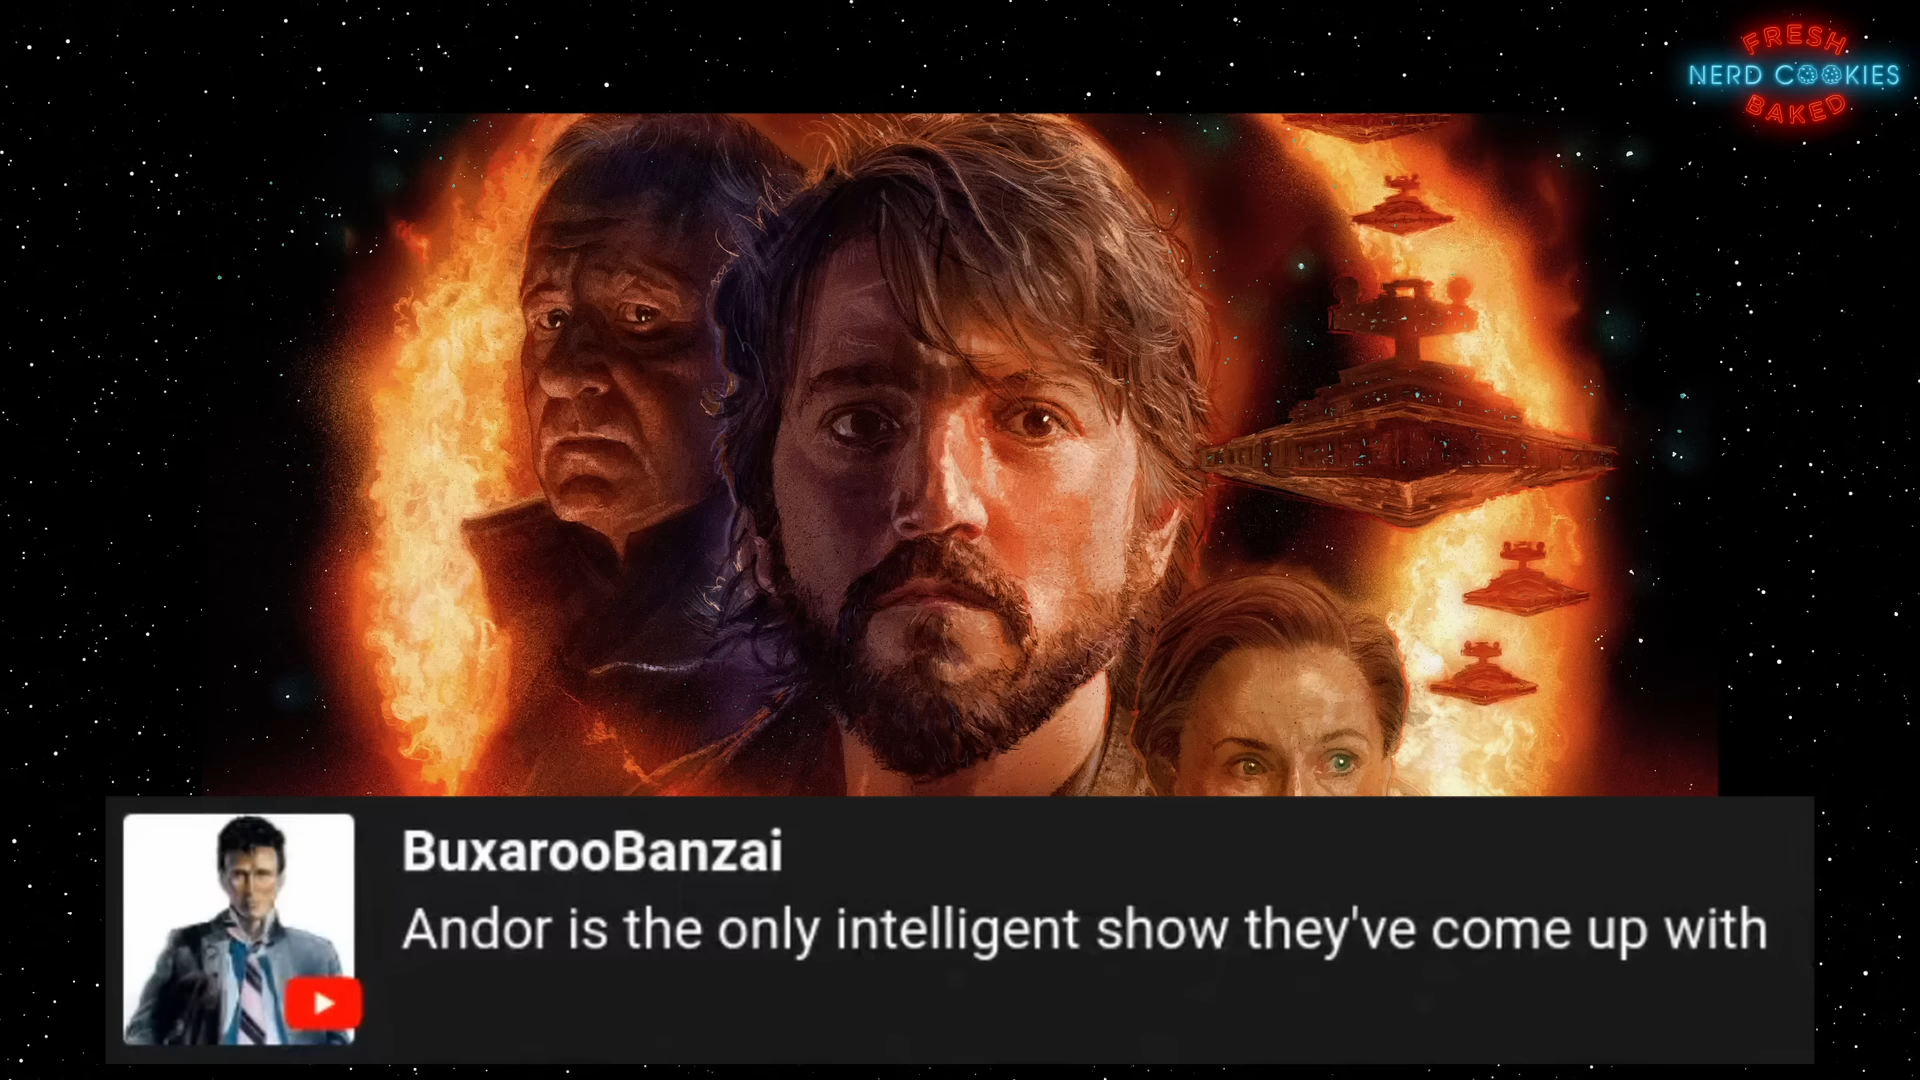 FRESH
NERD COOKIES
BAKED
BuxarooBanzai
Andor is the only intelligent show they've come up with